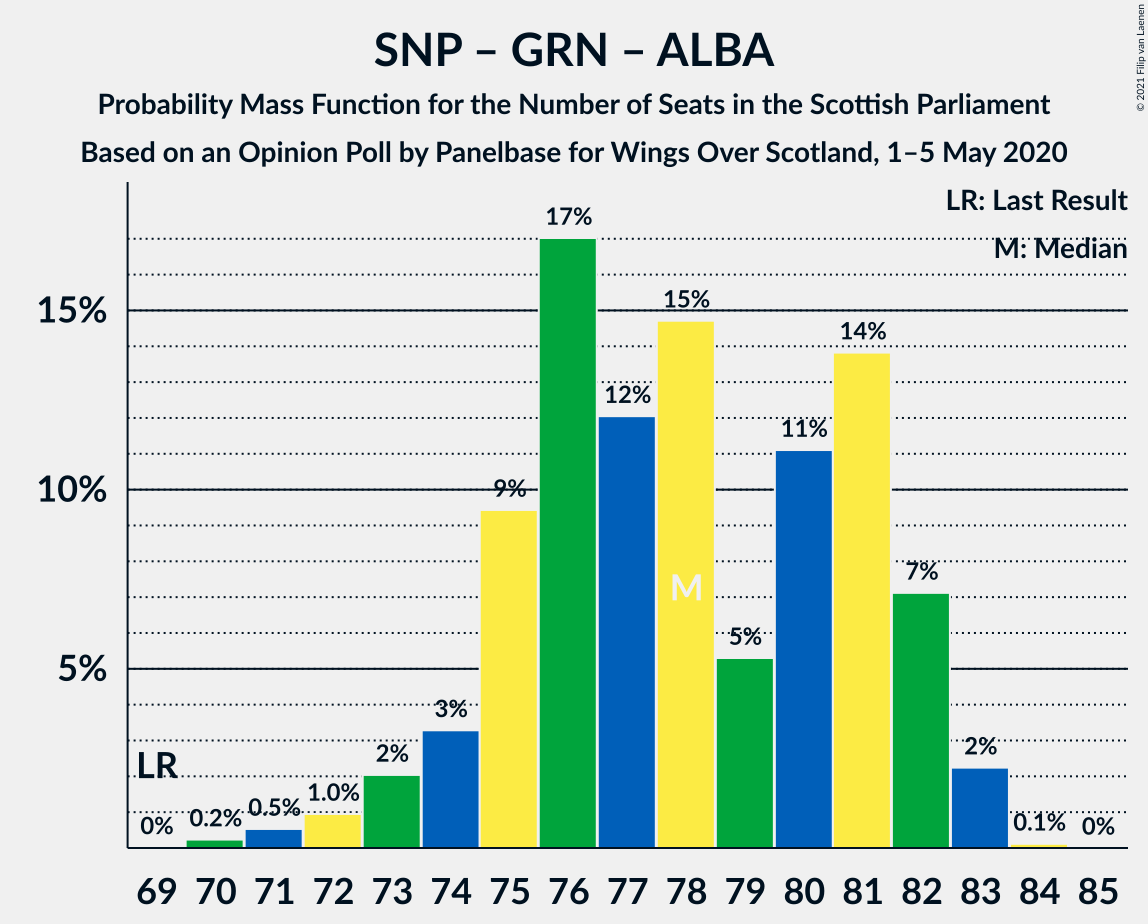 SNP – GRN – ALBA
Probability Mass Function for the Number of Seats in the Scottish Parliament
Based on an Opinion Poll by Panelbase for Wings Over Scotland, 1–5 May 2020
© 2021 Filip van Laenen
LR: Last Result
M: Median
17%
15%
15%
14%
12%
11%
10%
9%
7%
M
5%
5%
3%
2%
2%
LR
1.0%
0.5%
0.2%
0%
0.1%
0%
69 70 71 72 73 74 75 76 77 78 79 80 81 82 83 84 85